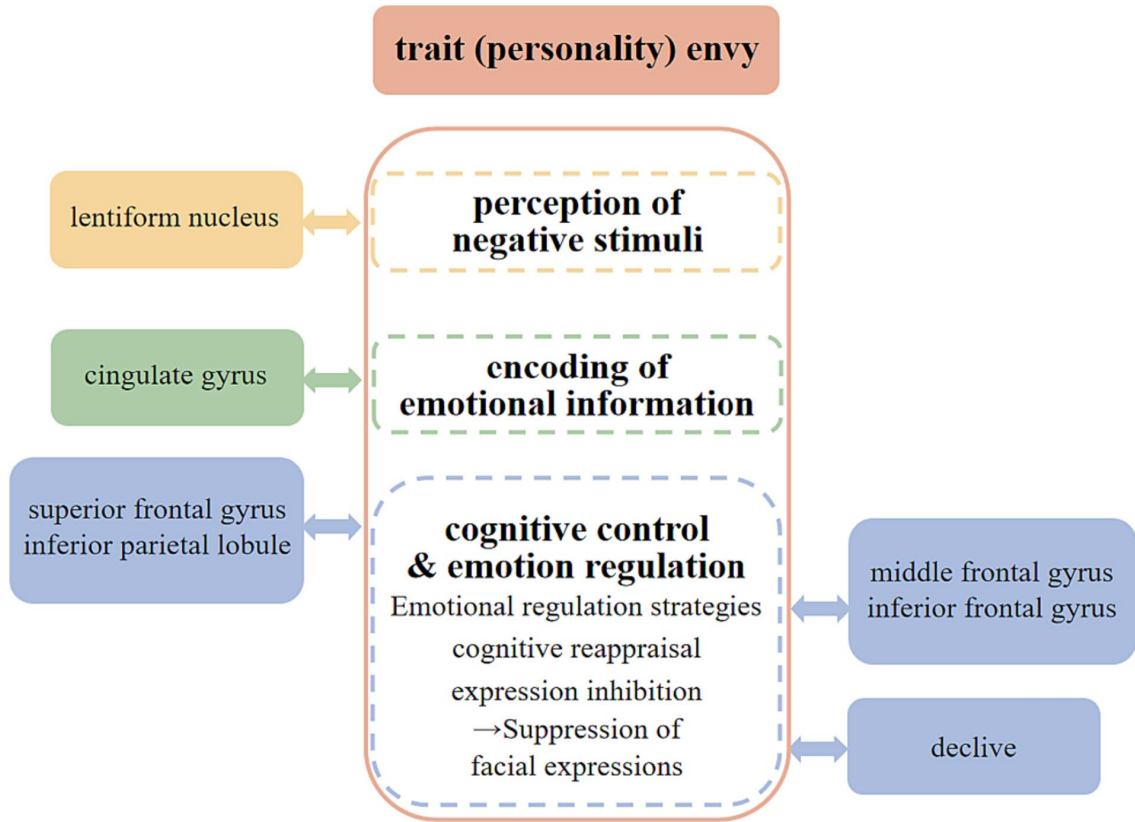 trait (personality) envy
lentiform nucleus
perception of
negative stimuli
cingulate gyrus
encoding of
emotional information
superior frontal gyrus
inferior parietal lobule
cognitive control
& emotion regulation
Emotional regulation strategies
cognitive reappraisal
expression inhibition
→Suppression of
facial expressions
middle frontal gyrus
inferior frontal gyrus
declive